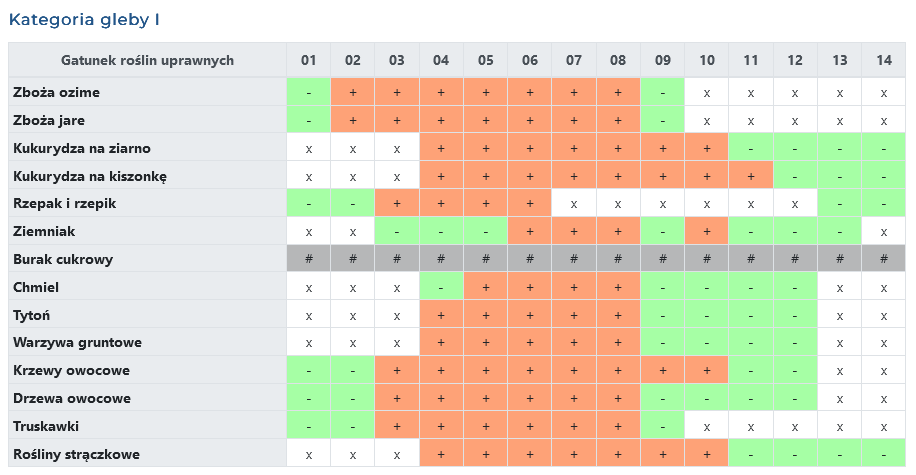 Kategoria gleby I
Gatunek roślin uprawnych 01 02 03 04 05 06 07 08 09 10 11 12 13 14
Zboża ozime - + + + + + + + - x x x x x
Zboża jare - + + + + + + + - x x x x x
Kukurydza na ziarno x x x + + + + + + + - - - -
Kukurydza na kiszonkę x x x + + + + + + + + - - -
Rzepak i rzepik - - + + + + x x x x x x - -
Ziemniak x x - - - + + + - + - - - x
Burak cukrowy # # # # # # # # # # # # # #
Chmiel x x x - + + + + - - - - x x
Tytoń x x x + + + + + - - - - x x
Warzywa gruntowe x x x + + + + + - - - - x x
Krzewy owocowe - - + + + + + + + + - - x x
Drzewa owocowe - - + + + + + + - - - - x x
Truskawki - - + + + + + + - x x x x x
Rośliny strączkowe x x x + + + + + + + - - - -